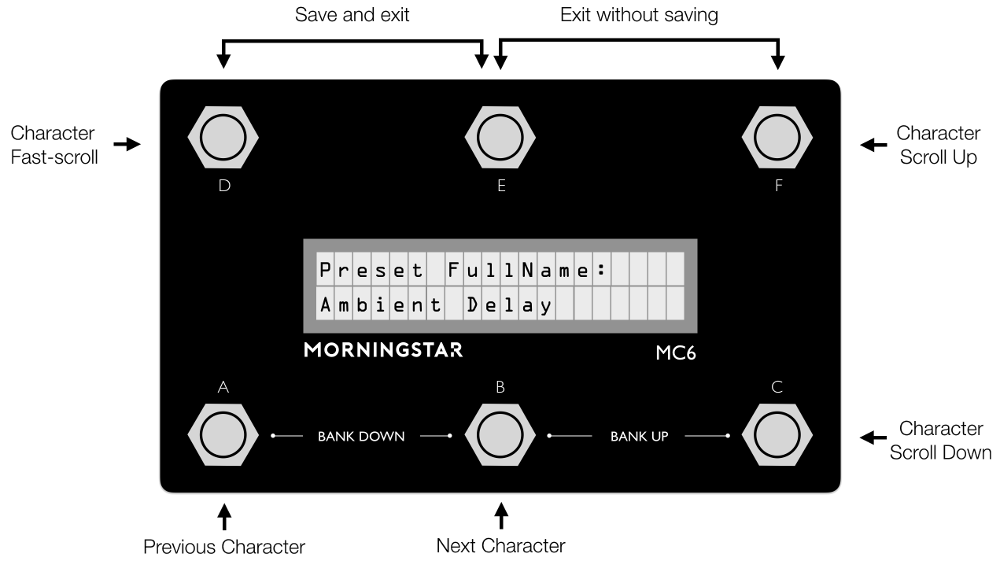 Save and exit
Exit without saving
Character
Fast-scroll
Character
Scroll Up
D
E
F
Preset FullName:
Ambient Delay
MORNINGSTAR
MC6
A
B
C
BANK DOWN
BANK UP
Character
Scroll Down
Previous Character
Next Character